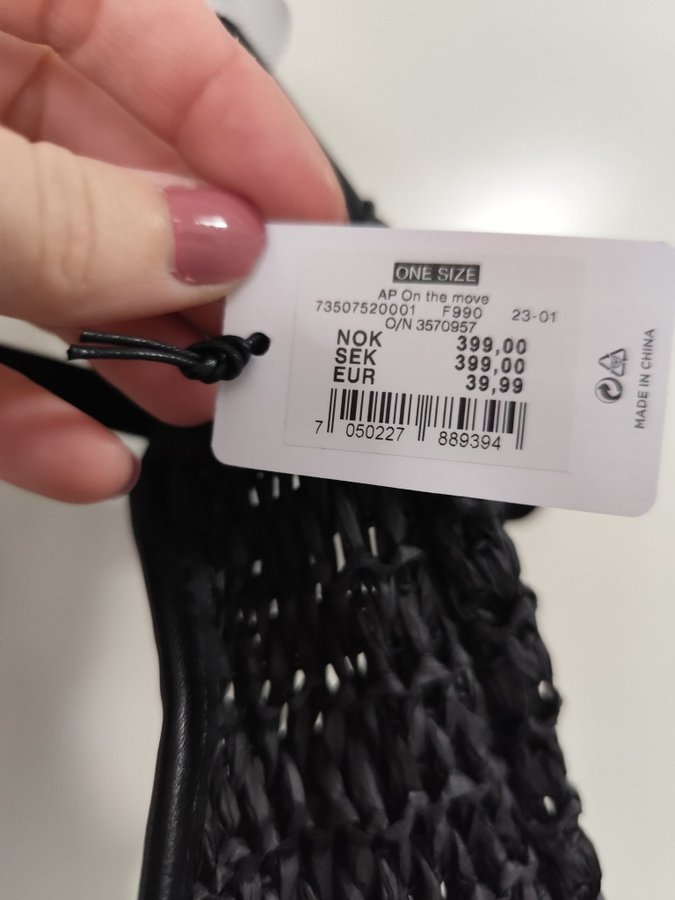 ONE SIZE
AP On the move
73507520001 F990 23-01
O/N 3570957
NOK 399,00
SEK 399,00
EUR 39,99
7 050227 889394
MADE IN CHINA